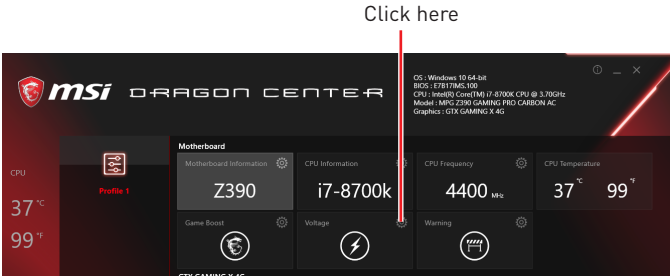 Click here
msi DRAGON CENTER
OS : Windows 10 64-bit
BIOS : E7B17IMS.100
CPU : Intel(R) Core(TM) i7-8700K CPU @ 3.70GHz
Model : MPG Z390 GAMING PRO CARBON AC
Graphics : GTX GAMING X 4G
Motherboard
Motherboard Information
CPU Information
CPU Frequency
CPU Temperature
CPU
Profile 1
Z390
i7-8700k
4400 MHz
37 °C 99 °F
37 °C
99 °F
Game Boost
Voltage
Warning
GTX GAMING X 4G